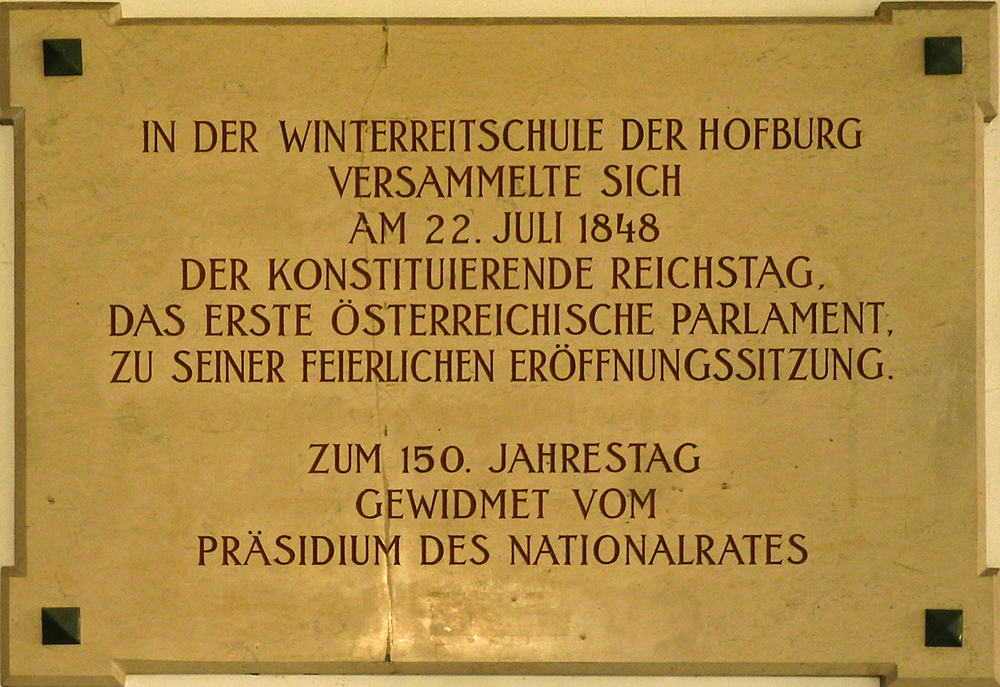 IN DER WINTERREITSCHULE DER HOFBURG
VERSAMMELTE SICH
AM 22. JULI 1848
DER KONSTITUIERENDE REICHSTAG,
DAS ERSTE ÖSTERREICHISCHE PARLAMENT,
ZU SEINER FEIERLICHEN ERÖFFNUNGSSITZUNG.
ZUM 150. JAHRESTAG
GEWIDMET VOM
PRÄSIDIUM DES NATIONALRATES